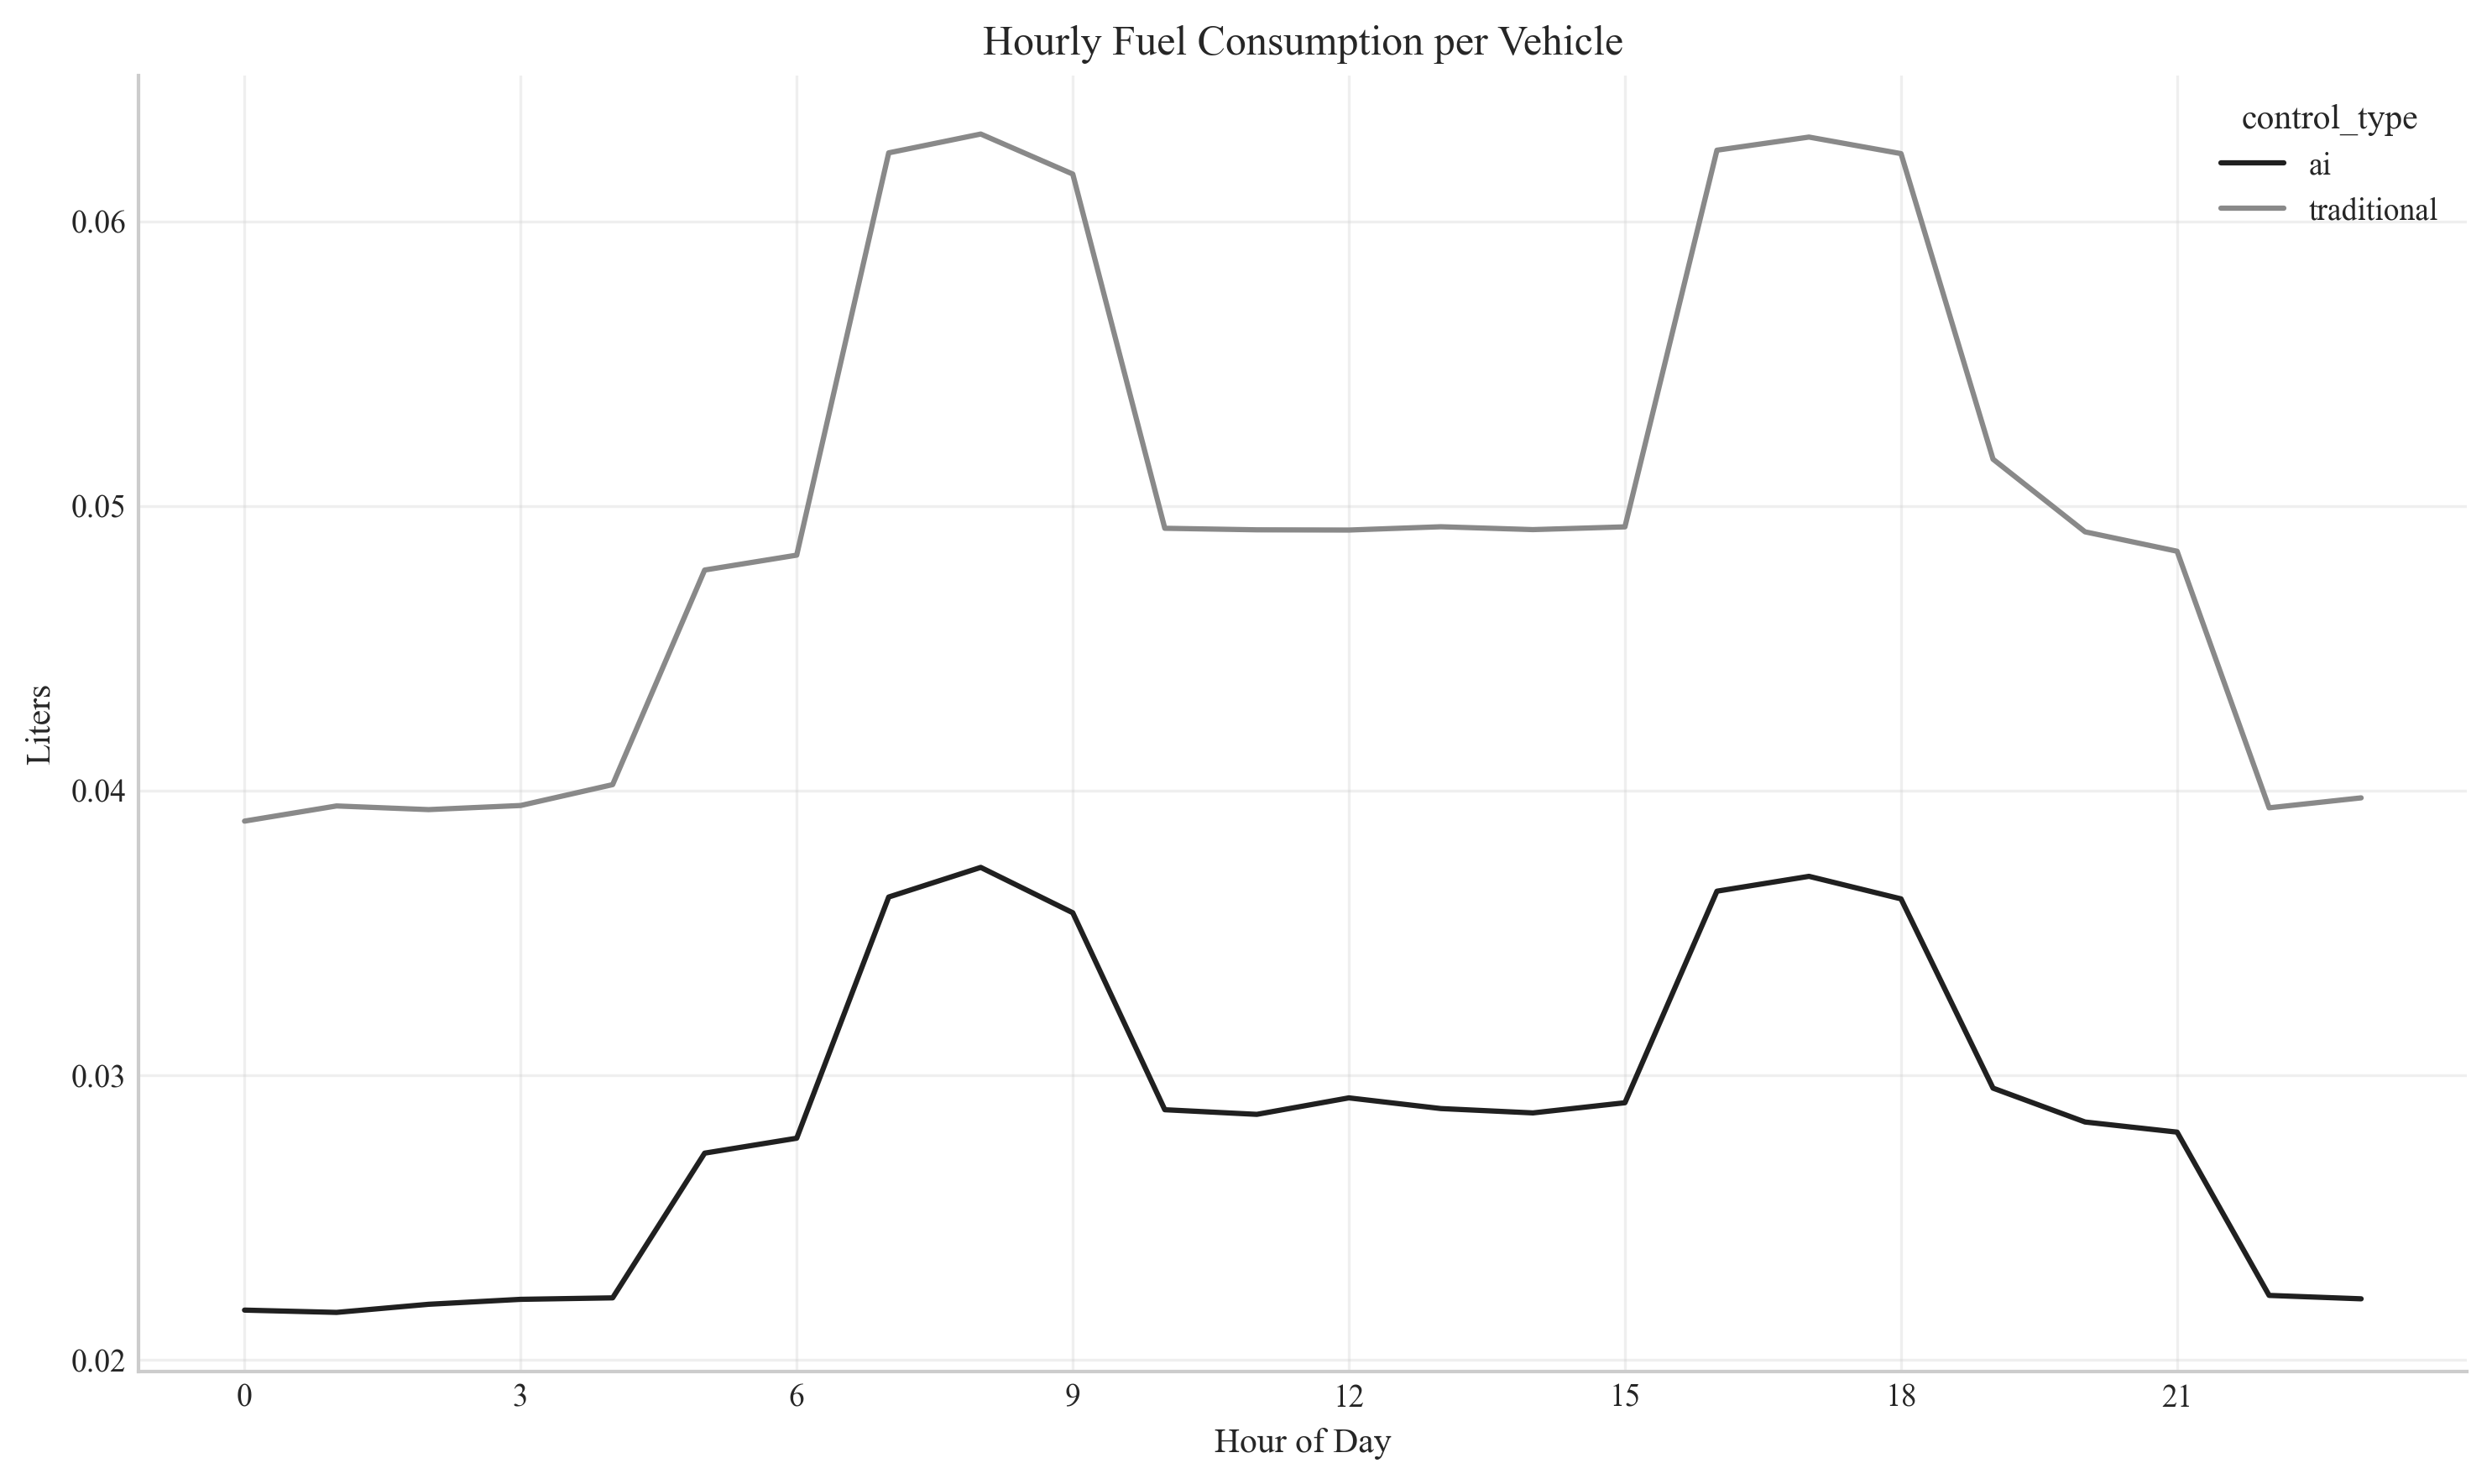 Hourly Fuel Consumption per Vehicle
control_type
ai
traditional
0.06
0.05
0.04
0.03
0.02
Liters
0 3 6 9 12 15 18 21
Hour of Day